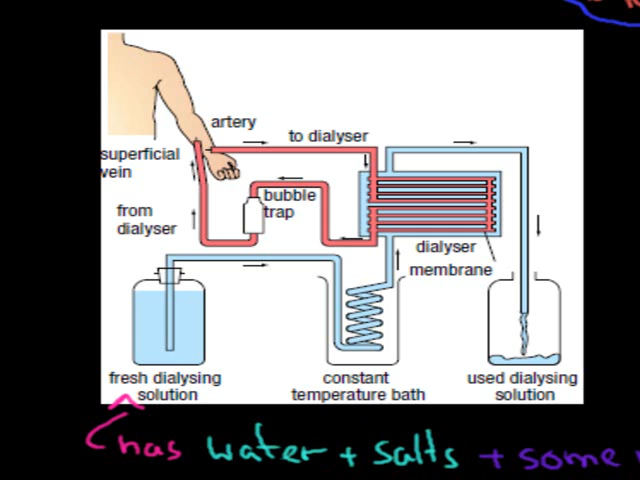 artery
to dialyser
superficial
vein
bubble
trap
from
dialyser
dialyser
membrane
fresh dialysing
solution
constant
temperature bath
used dialysing
solution
has water + salts + some